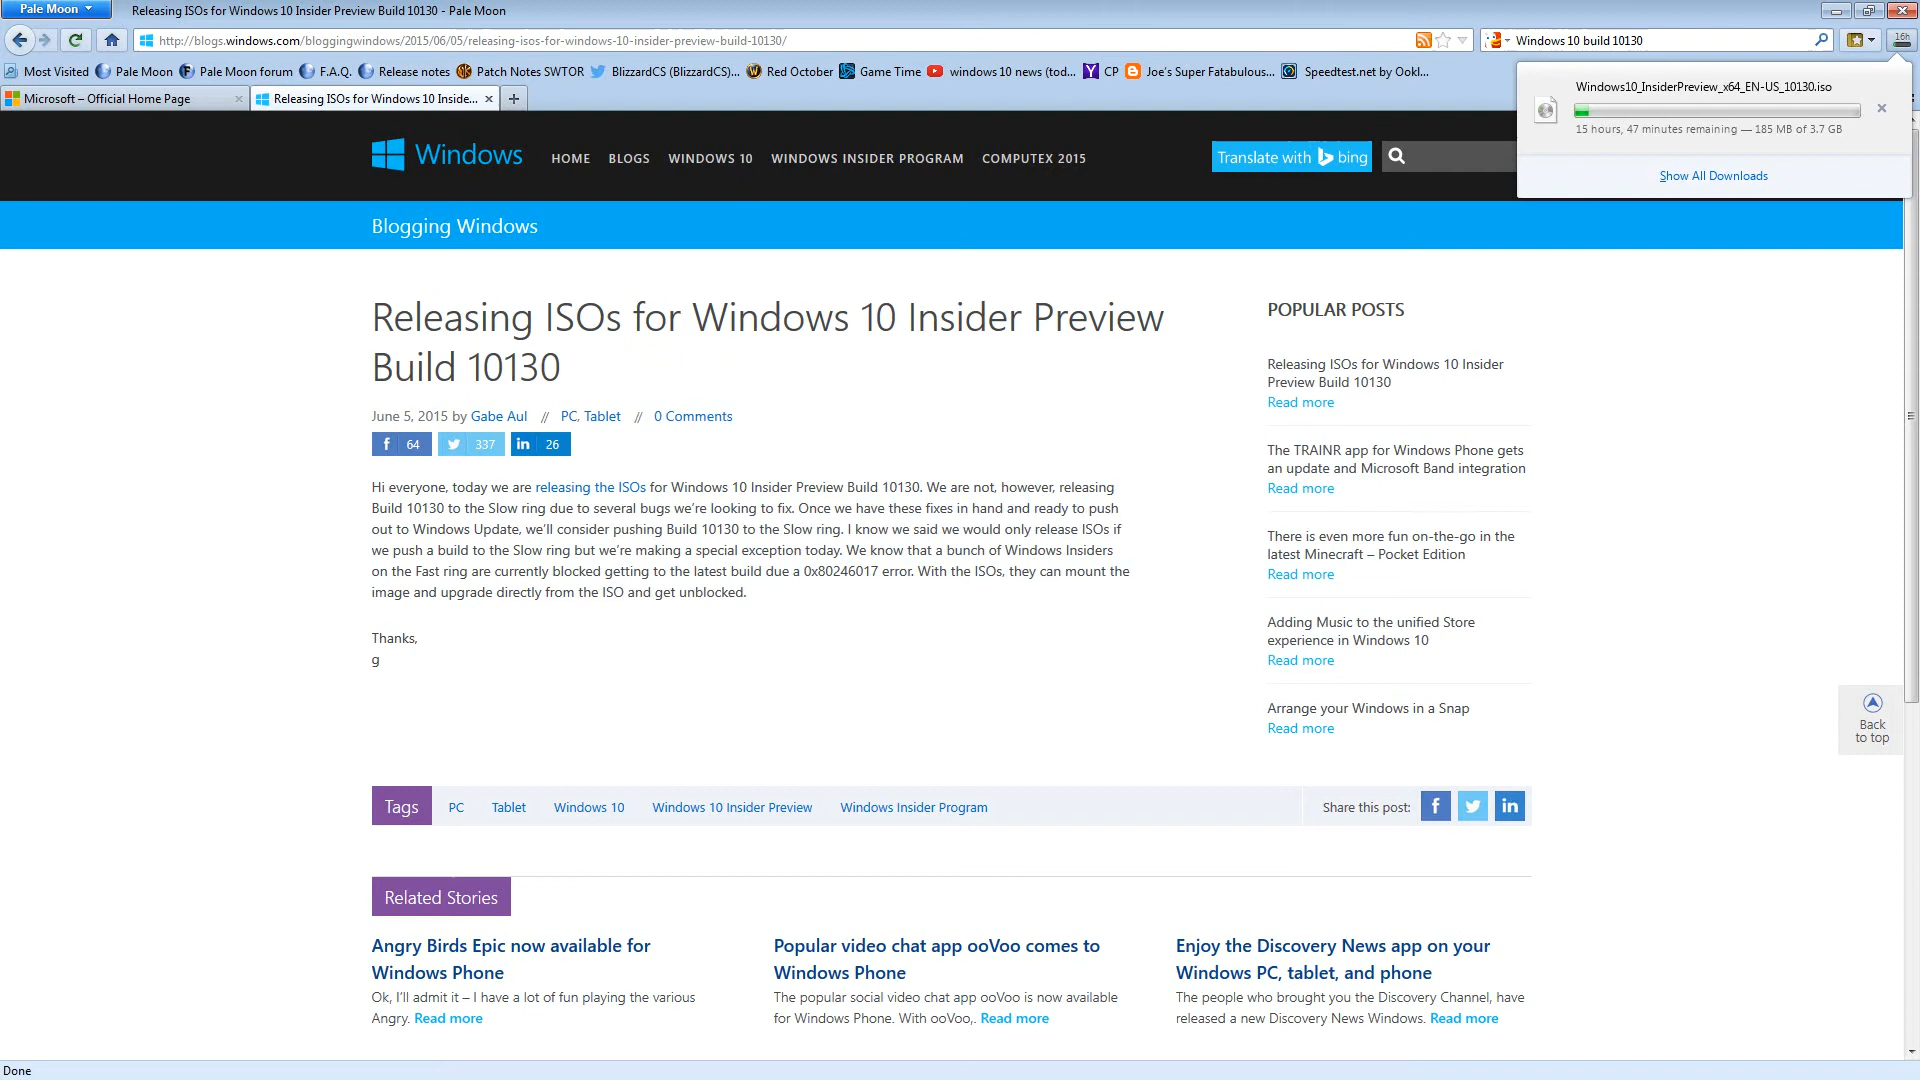 Pale Moon
Releasing ISOs for Windows 10 Insider Preview Build 10130 - Pale Moon
http://blogs.windows.com/bloggingwindows/2015/06/05/releasing-isos-for-windows-10-insider-preview-build-10130/
Windows 10 build 10130
16h
Most Visited
Pale Moon
Pale Moon forum
F.A.Q.
Release notes
Patch Notes SWTOR
BlizzardCS (BlizzardCS)...
Red October
Game Time
windows 10 news (tod...
CP
Joe's Super Fatabulous...
Speedtest.net by Ookl...
Microsoft – Official Home Page
Releasing ISOs for Windows 10 Inside...
Windows10_InsiderPreview_x64_EN-US_10130.iso
15 hours, 47 minutes remaining — 185 MB of 3.7 GB
Show All Downloads
Windows
HOME
BLOGS
WINDOWS 10
WINDOWS INSIDER PROGRAM
COMPUTEX 2015
Translate with bing
Blogging Windows
Releasing ISOs for Windows 10 Insider Preview
Build 10130
June 5, 2015 by Gabe Aul // PC, Tablet // 0 Comments
f 64
337
in 26
Hi everyone, today we are releasing the ISOs for Windows 10 Insider Preview Build 10130. We are not, however, releasing
Build 10130 to the Slow ring due to several bugs we're looking to fix. Once we have these fixes in hand and ready to push
out to Windows Update, we'll consider pushing Build 10130 to the Slow ring. I know we said we would only release ISOs if
we push a build to the Slow ring but we're making a special exception today. We know that a bunch of Windows Insiders
on the Fast ring are currently blocked getting to the latest build due a 0x80246017 error. With the ISOs, they can mount the
image and upgrade directly from the ISO and get unblocked.
Thanks,
g
POPULAR POSTS
Releasing ISOs for Windows 10 Insider
Preview Build 10130
Read more
The TRAINR app for Windows Phone gets
an update and Microsoft Band integration
Read more
There is even more fun on-the-go in the
latest Minecraft – Pocket Edition
Read more
Adding Music to the unified Store
experience in Windows 10
Read more
Arrange your Windows in a Snap
Read more
Back
to top
Tags
PC
Tablet
Windows 10
Windows 10 Insider Preview
Windows Insider Program
Share this post:
f
in
Related Stories
Angry Birds Epic now available for
Windows Phone
Ok, I'll admit it – I have a lot of fun playing the various
Angry. Read more
Popular video chat app ooVoo comes to
Windows Phone
The popular social video chat app ooVoo is now available
for Windows Phone. With ooVoo,. Read more
Enjoy the Discovery News app on your
Windows PC, tablet, and phone
The people who brought you the Discovery Channel, have
released a new Discovery News Windows. Read more
Done